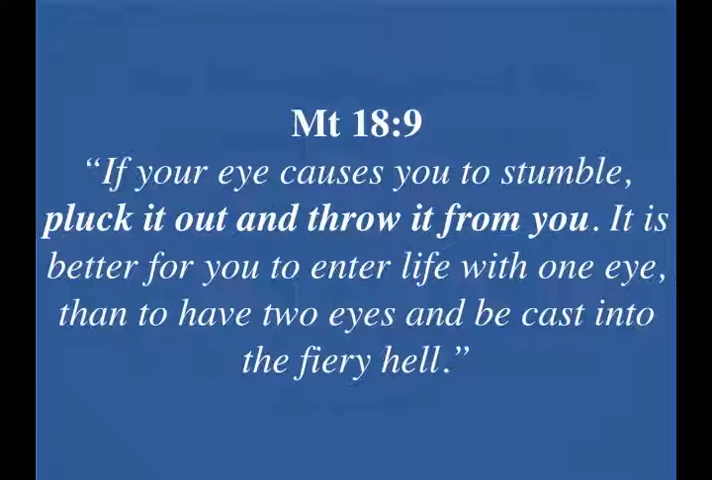 Mt 18:9
“If your eye causes you to stumble,
pluck it out and throw it from you. It is
better for you to enter life with one eye,
than to have two eyes and be cast into
the fiery hell.”